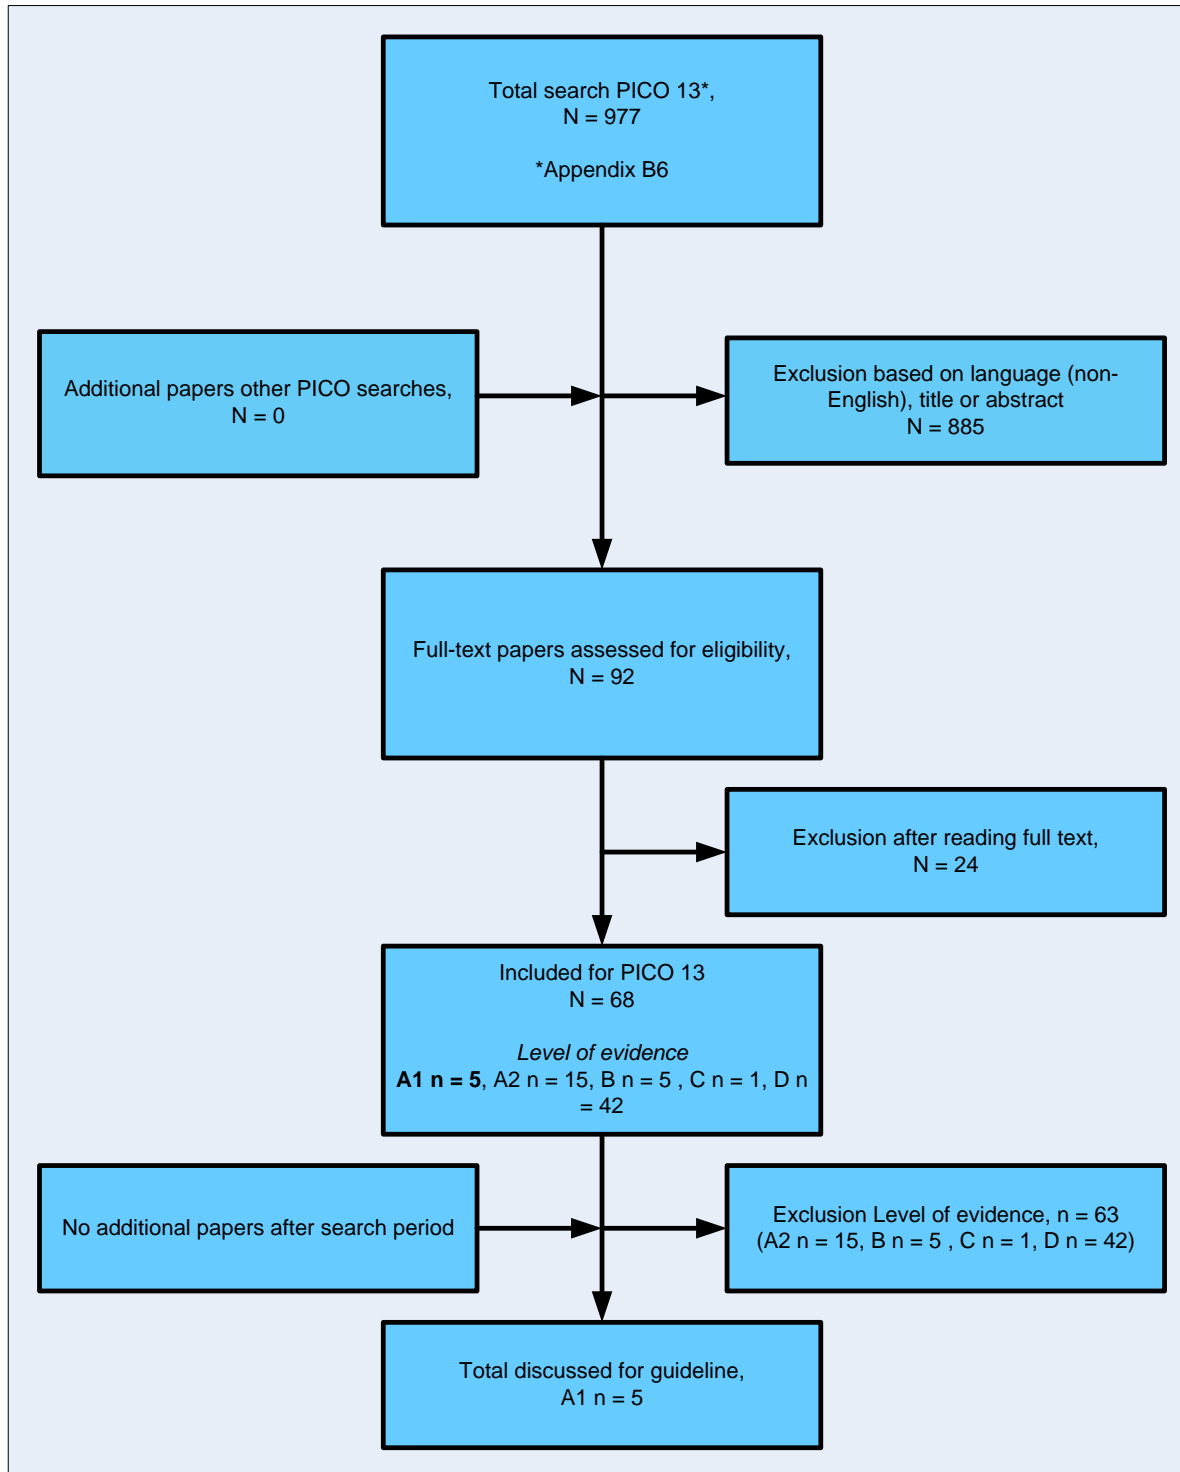 Total search PICO 13*,
N = 977
*Appendix B6
Additional papers other PICO searches,
N = 0
Exclusion based on language (non-
English), title or abstract
N = 885
Full-text papers assessed for eligibility,
N = 92
Exclusion after reading full text,
N = 24
Included for PICO 13
N = 68
Level of evidence
A1 n = 5, A2 n = 15, B n = 5 , C n = 1, D n
= 42
No additional papers after search period
Exclusion Level of evidence, n = 63
(A2 n = 15, B n = 5 , C n = 1, D n = 42)
Total discussed for guideline,
A1 n = 5